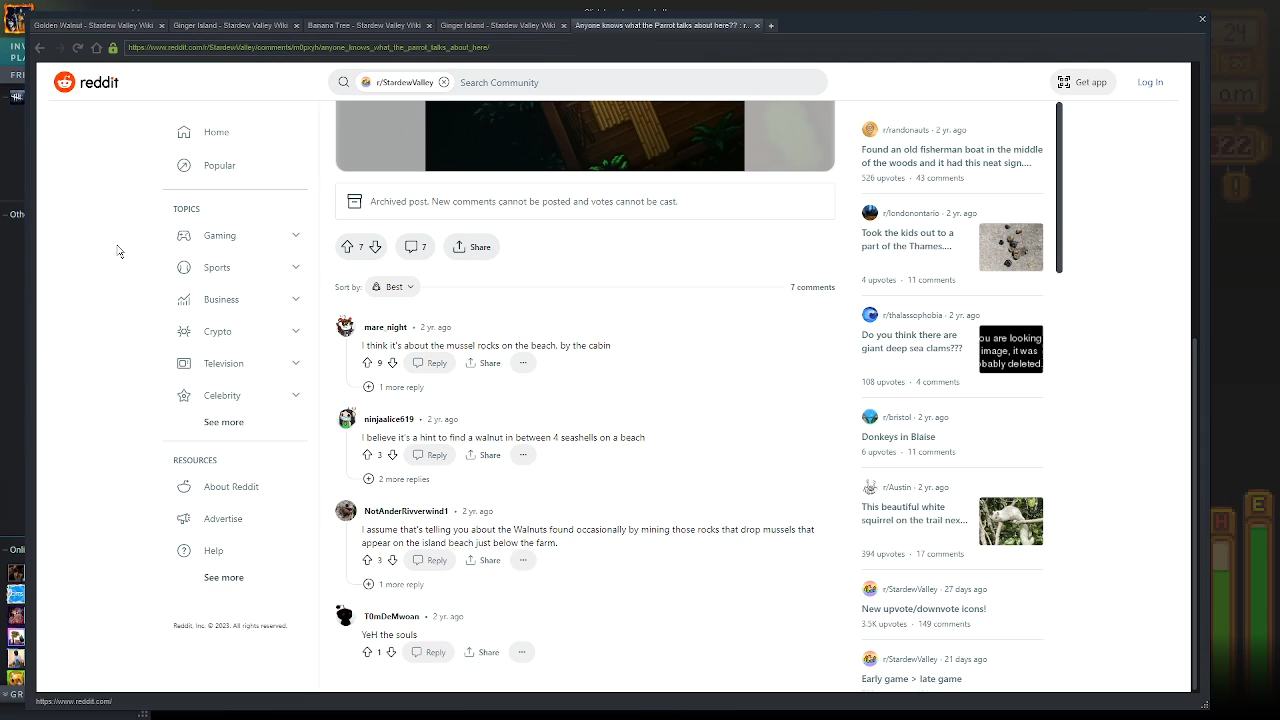 Golden Walnut - Stardew Valley Wiki
Ginger Island - Stardew Valley Wiki
Banana Tree - Stardew Valley Wiki
Ginger Island - Stardew Valley Wiki
Anyone knows what the Parrot talks about here?? : r...
https://www.reddit.com/r/StardewValley/comments/m0pxyh/anyone_knows_what_the_parrot_talks_about_here/
reddit
r/StardewValley
Search Community
Get app
Log In
Home
Popular
TOPICS
Gaming
Sports
Business
Crypto
Television
Celebrity
See more
RESOURCES
About Reddit
Advertise
Help
See more
Reddit, Inc. © 2023. All rights reserved.
Archived post. New comments cannot be posted and votes cannot be cast.
7
7
Share
Sort by:
Best
7 comments
mare_night • 2 yr. ago
I think it's about the mussel rocks on the beach. by the cabin
9
Reply
Share
1 more reply
ninjaalice619 • 2 yr. ago
I believe it's a hint to find a walnut in between 4 seashells on a beach
3
Reply
Share
2 more replies
NotAnderRivverwind1 • 2 yr. ago
I assume that's telling you about the Walnuts found occasionally by mining those rocks that drop mussels that
appear on the island beach just below the farm.
3
Reply
Share
1 more reply
T0mDeMwoan • 2 yr. ago
YeH the souls
1
Reply
Share
r/randonauts · 2 yr. ago
Found an old fisherman boat in the middle
of the woods and it had this neat sign....
526 upvotes · 43 comments
r/londonontario · 2 yr. ago
Took the kids out to a
part of the Thames....
4 upvotes · 11 comments
r/thalassophobia · 2 yr. ago
Do you think there are
giant deep sea clams???
ou are looking
image, it was
obably deleted.
108 upvotes · 4 comments
r/bristol · 2 yr. ago
Donkeys in Blaise
6 upvotes · 11 comments
r/Austin · 2 yr. ago
This beautiful white
squirrel on the trail nex...
394 upvotes · 17 comments
r/StardewValley · 27 days ago
New upvote/downvote icons!
3.5K upvotes · 149 comments
r/StardewValley · 21 days ago
Early game > late game
https://www.reddit.com/
INV
PLA
FRE
Othe
Onli
GR
24
om
H
E